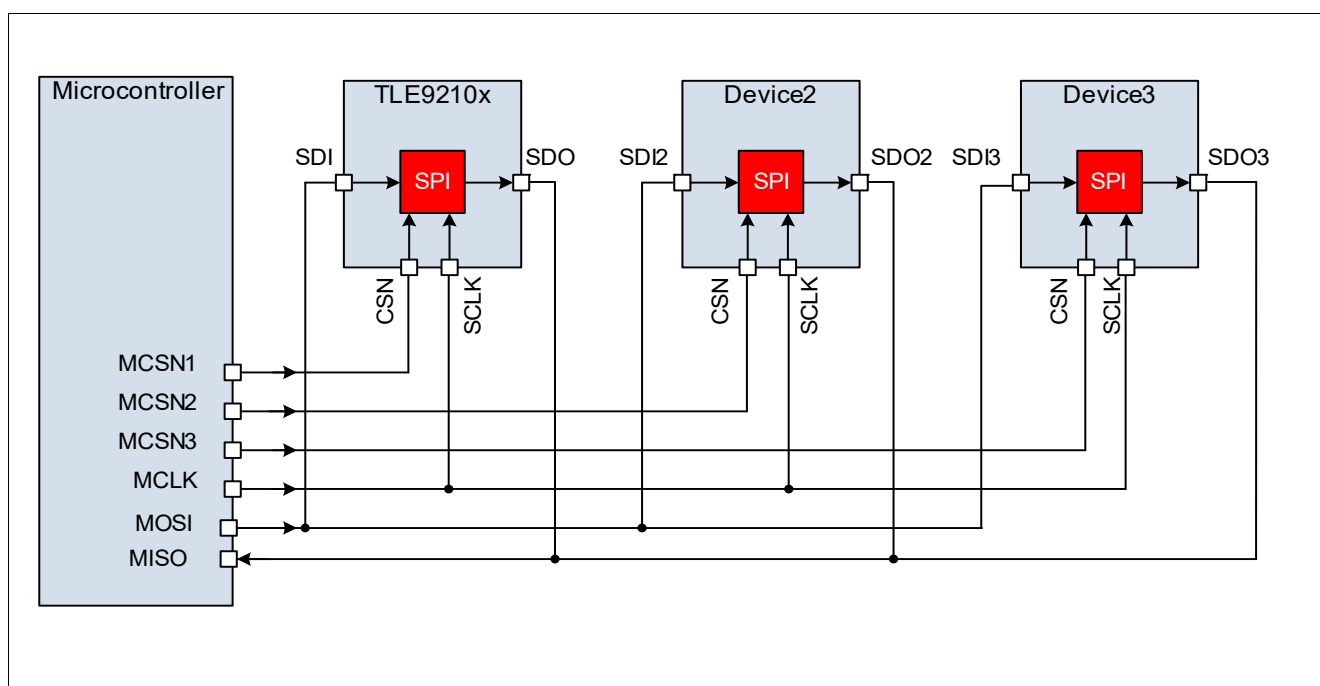 Microcontroller
TLE9210x
Device2
Device3
SDI
SDO
SDI2
SDO2
SDI3
SDO3
SPI
SPI
SPI
CSN
SCLK
CSN
SCLK
CSN
SCLK
MCSN1
MCSN2
MCSN3
MCLK
MOSI
MISO